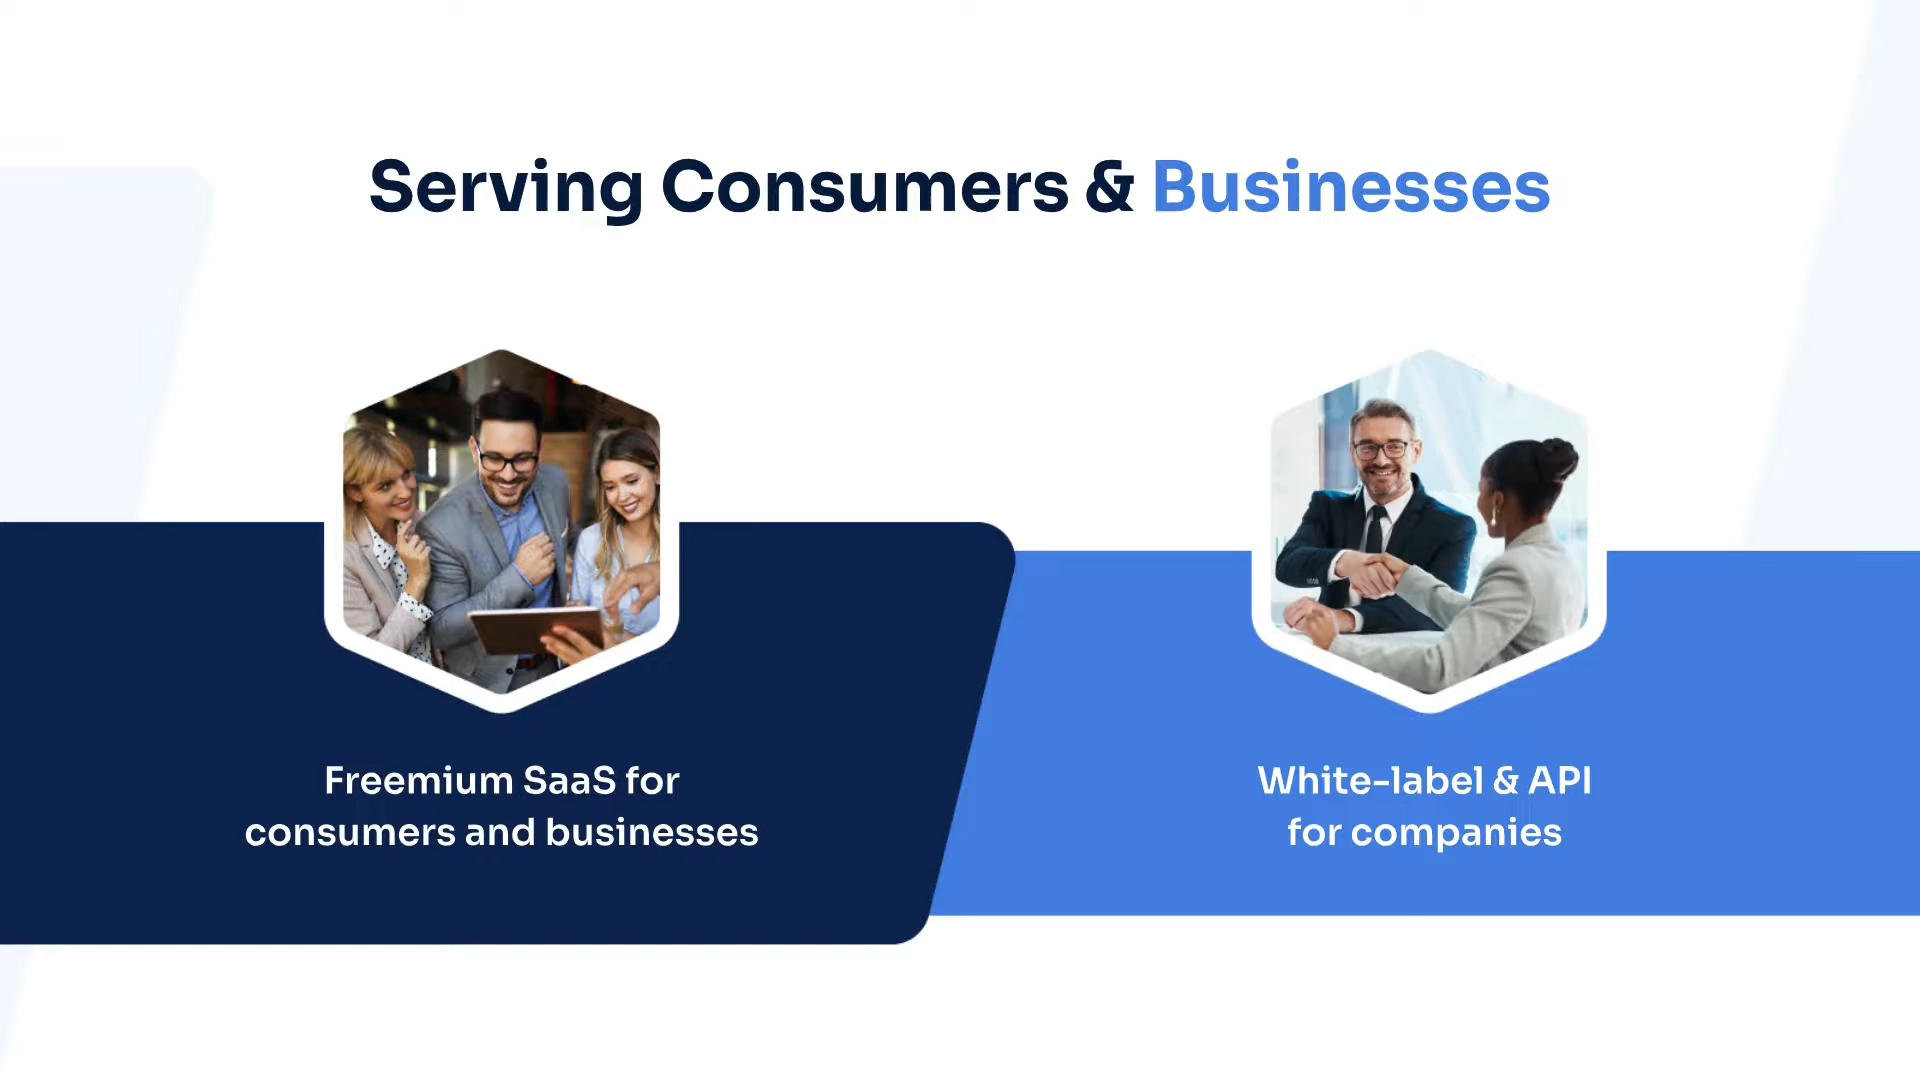 Serving Consumers & Businesses
Freemium SaaS for
consumers and businesses
White-label & API
for companies